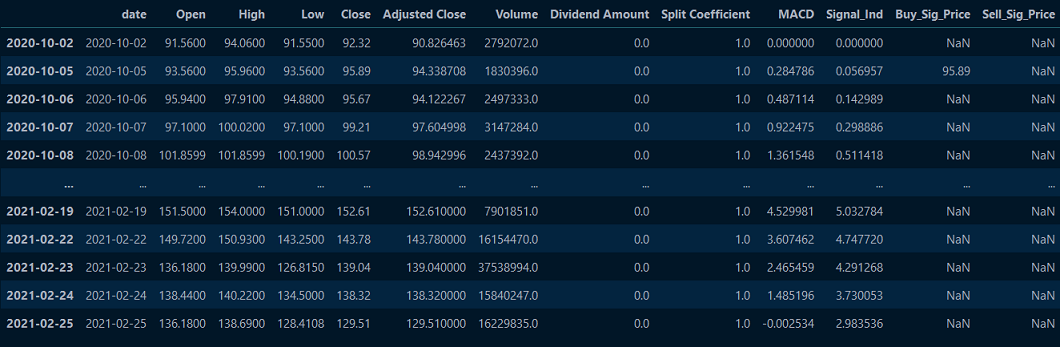 date Open High Low Close Adjusted Close Volume Dividend Amount Split Coefficient MACD Signal_Ind Buy_Sig_Price Sell_Sig_Price
2020-10-02 2020-10-02 91.5600 94.0600 91.5500 92.32 90.826463 2792072.0 0.0 1.0 0.000000 0.000000 NaN NaN
2020-10-05 2020-10-05 93.5600 95.9600 93.5600 95.89 94.338708 1830396.0 0.0 1.0 0.284786 0.056957 95.89 NaN
2020-10-06 2020-10-06 95.9400 97.9100 94.8800 95.67 94.122267 2497333.0 0.0 1.0 0.487114 0.142989 NaN NaN
2020-10-07 2020-10-07 97.1000 100.0200 97.1000 99.21 97.604998 3147284.0 0.0 1.0 0.922475 0.298886 NaN NaN
2020-10-08 2020-10-08 101.8599 101.8599 100.1900 100.57 98.942996 2437392.0 0.0 1.0 1.361548 0.511418 NaN NaN
... ... ... ... ... ... ... ... ... ... ... ... ... ...
2021-02-19 2021-02-19 151.5000 154.0000 151.0000 152.61 152.610000 7901851.0 0.0 1.0 4.529981 5.032784 NaN NaN
2021-02-22 2021-02-22 149.7200 150.9300 143.2500 143.78 143.780000 16154470.0 0.0 1.0 3.607462 4.747720 NaN NaN
2021-02-23 2021-02-23 136.1800 139.9900 126.8150 139.04 139.040000 37538994.0 0.0 1.0 2.465459 4.291268 NaN NaN
2021-02-24 2021-02-24 138.4400 140.2200 134.5000 138.32 138.320000 15840247.0 0.0 1.0 1.485196 3.730053 NaN NaN
2021-02-25 2021-02-25 136.1800 138.6900 128.4108 129.51 129.510000 16229835.0 0.0 1.0 -0.002534 2.983536 NaN NaN